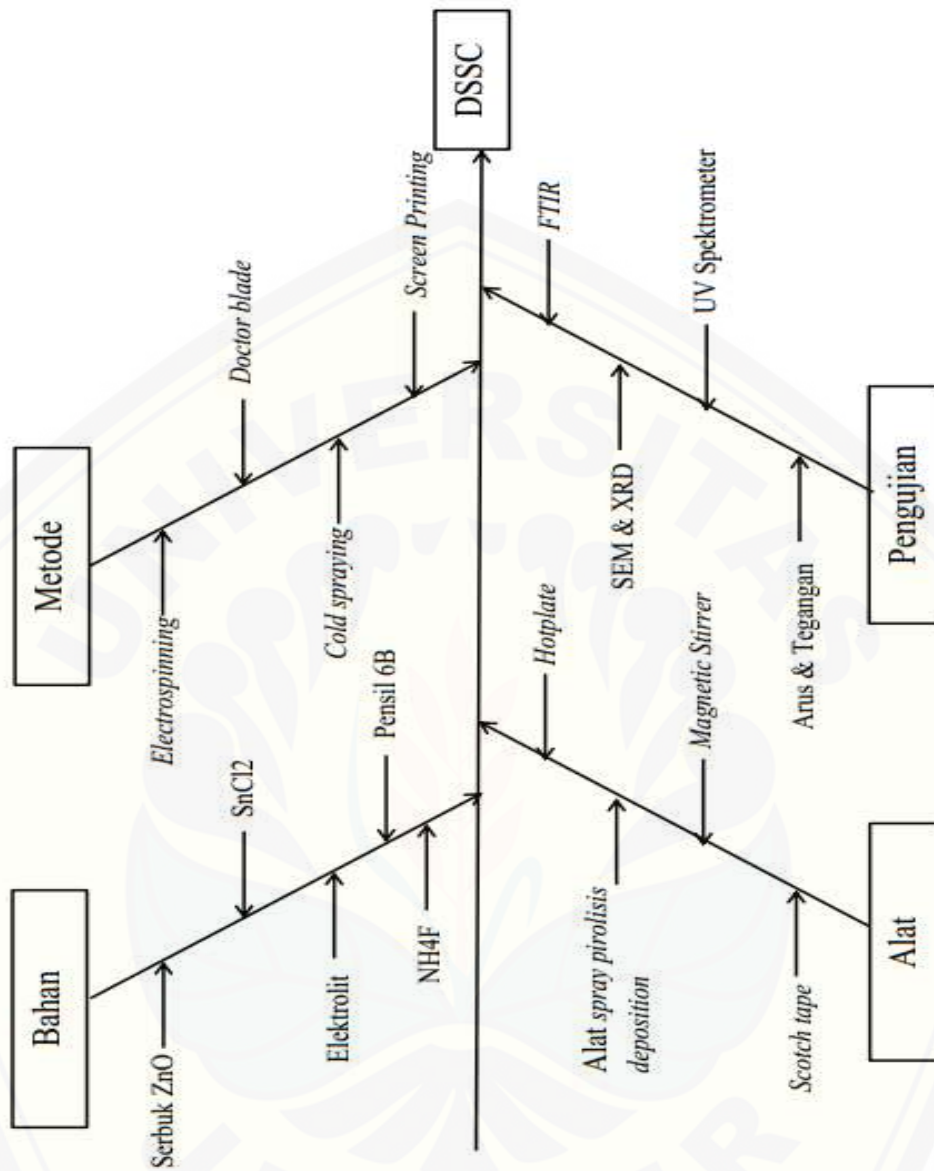 Bahan
Metode
Serbuk ZnO
SnCl2
Elektrolit
Pensil 6B
NH4F
Electrospinning
Doctor blade
Cold spraying
Screen Printing
DSSC
Hotplate
Alat spray pirolisis
deposition
Magnetic Stirrer
Scotch tape
Alat
FTIR
SEM & XRD
UV Spektrometer
Arus & Tegangan
Pengujian
UNIVERSITAS